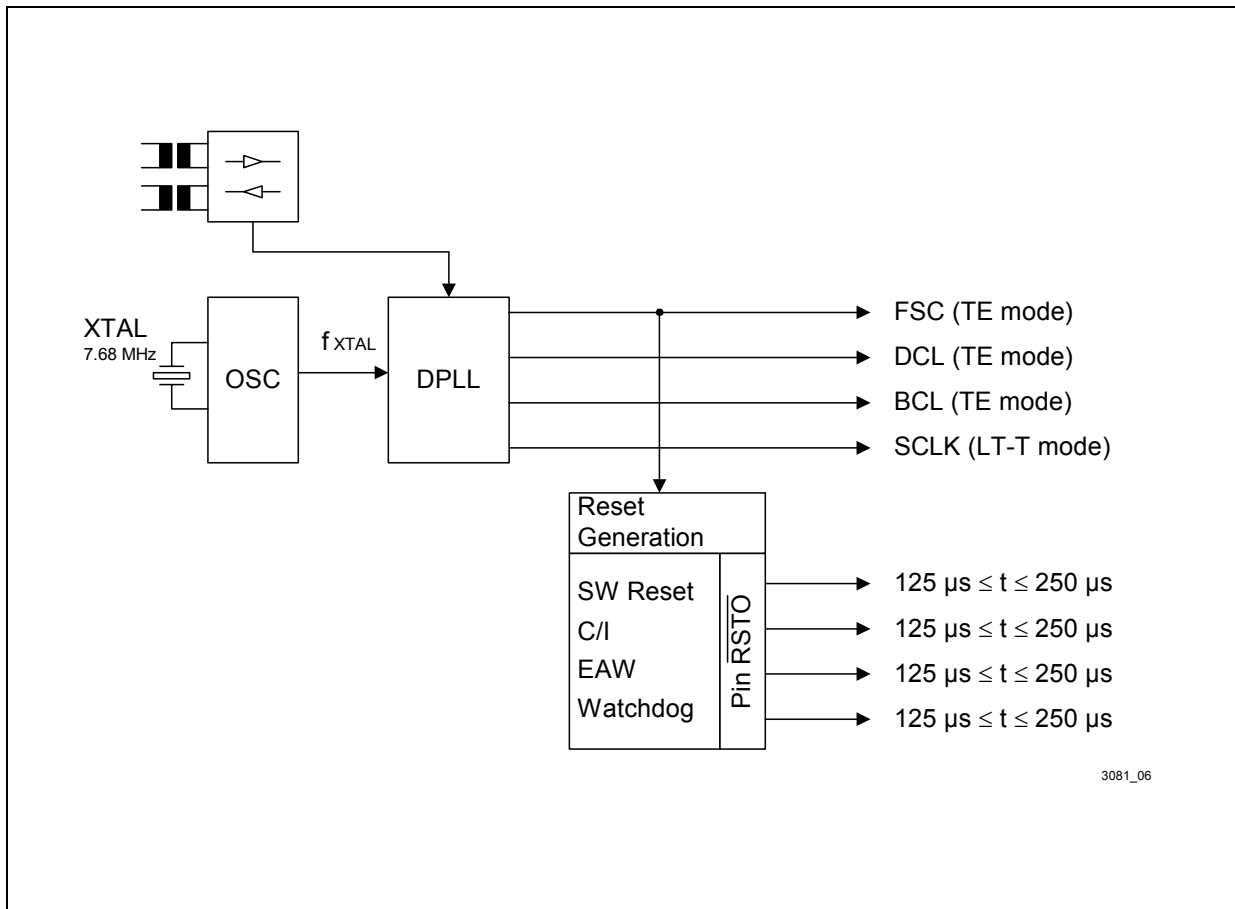 XTAL
7.68 MHz
OSC
f XTAL
DPLL
FSC (TE mode)
DCL (TE mode)
BCL (TE mode)
SCLK (LT-T mode)
Reset
Generation
SW Reset
C/I
EAW
Watchdog
Pin RSTO
125 µs ≤ t ≤ 250 µs
125 µs ≤ t ≤ 250 µs
125 µs ≤ t ≤ 250 µs
125 µs ≤ t ≤ 250 µs
3081_06